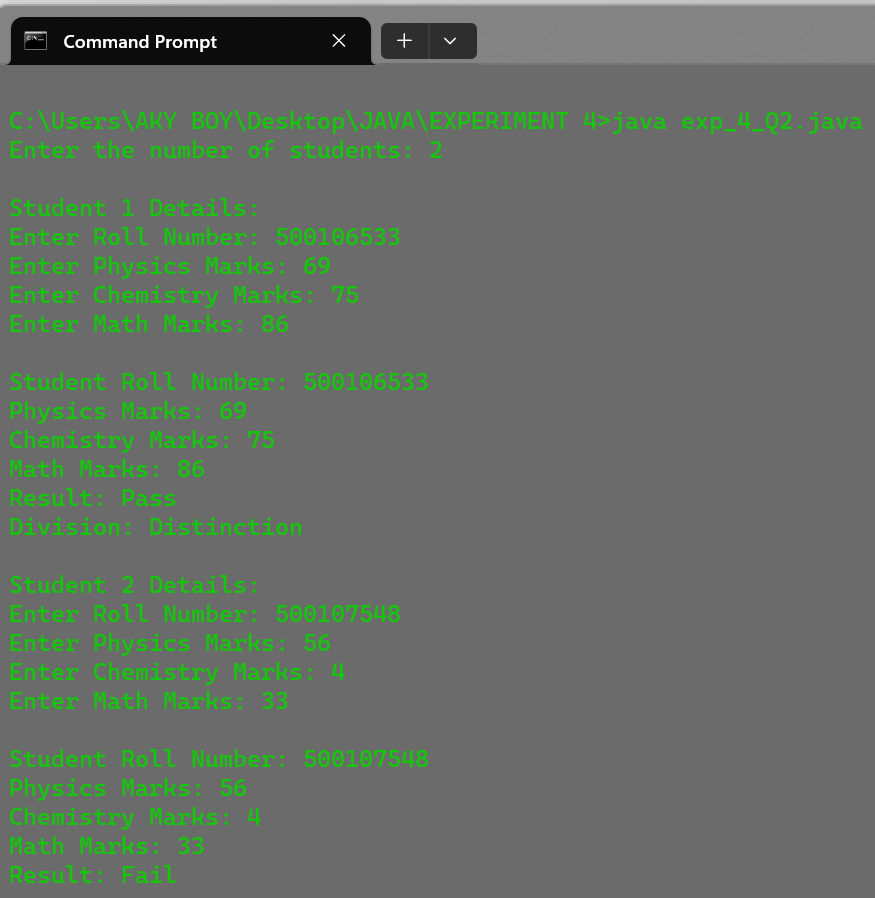 Command Prompt
C:\Users\AKY BOY\Desktop\JAVA\EXPERIMENT 4>java exp_4_Q2.java
Enter the number of students: 2
Student 1 Details:
Enter Roll Number: 500106533
Enter Physics Marks: 69
Enter Chemistry Marks: 75
Enter Math Marks: 86
Student Roll Number: 500106533
Physics Marks: 69
Chemistry Marks: 75
Math Marks: 86
Result: Pass
Division: Distinction
Student 2 Details:
Enter Roll Number: 500107548
Enter Physics Marks: 56
Enter Chemistry Marks: 4
Enter Math Marks: 33
Student Roll Number: 500107548
Physics Marks: 56
Chemistry Marks: 4
Math Marks: 33
Result: Fail